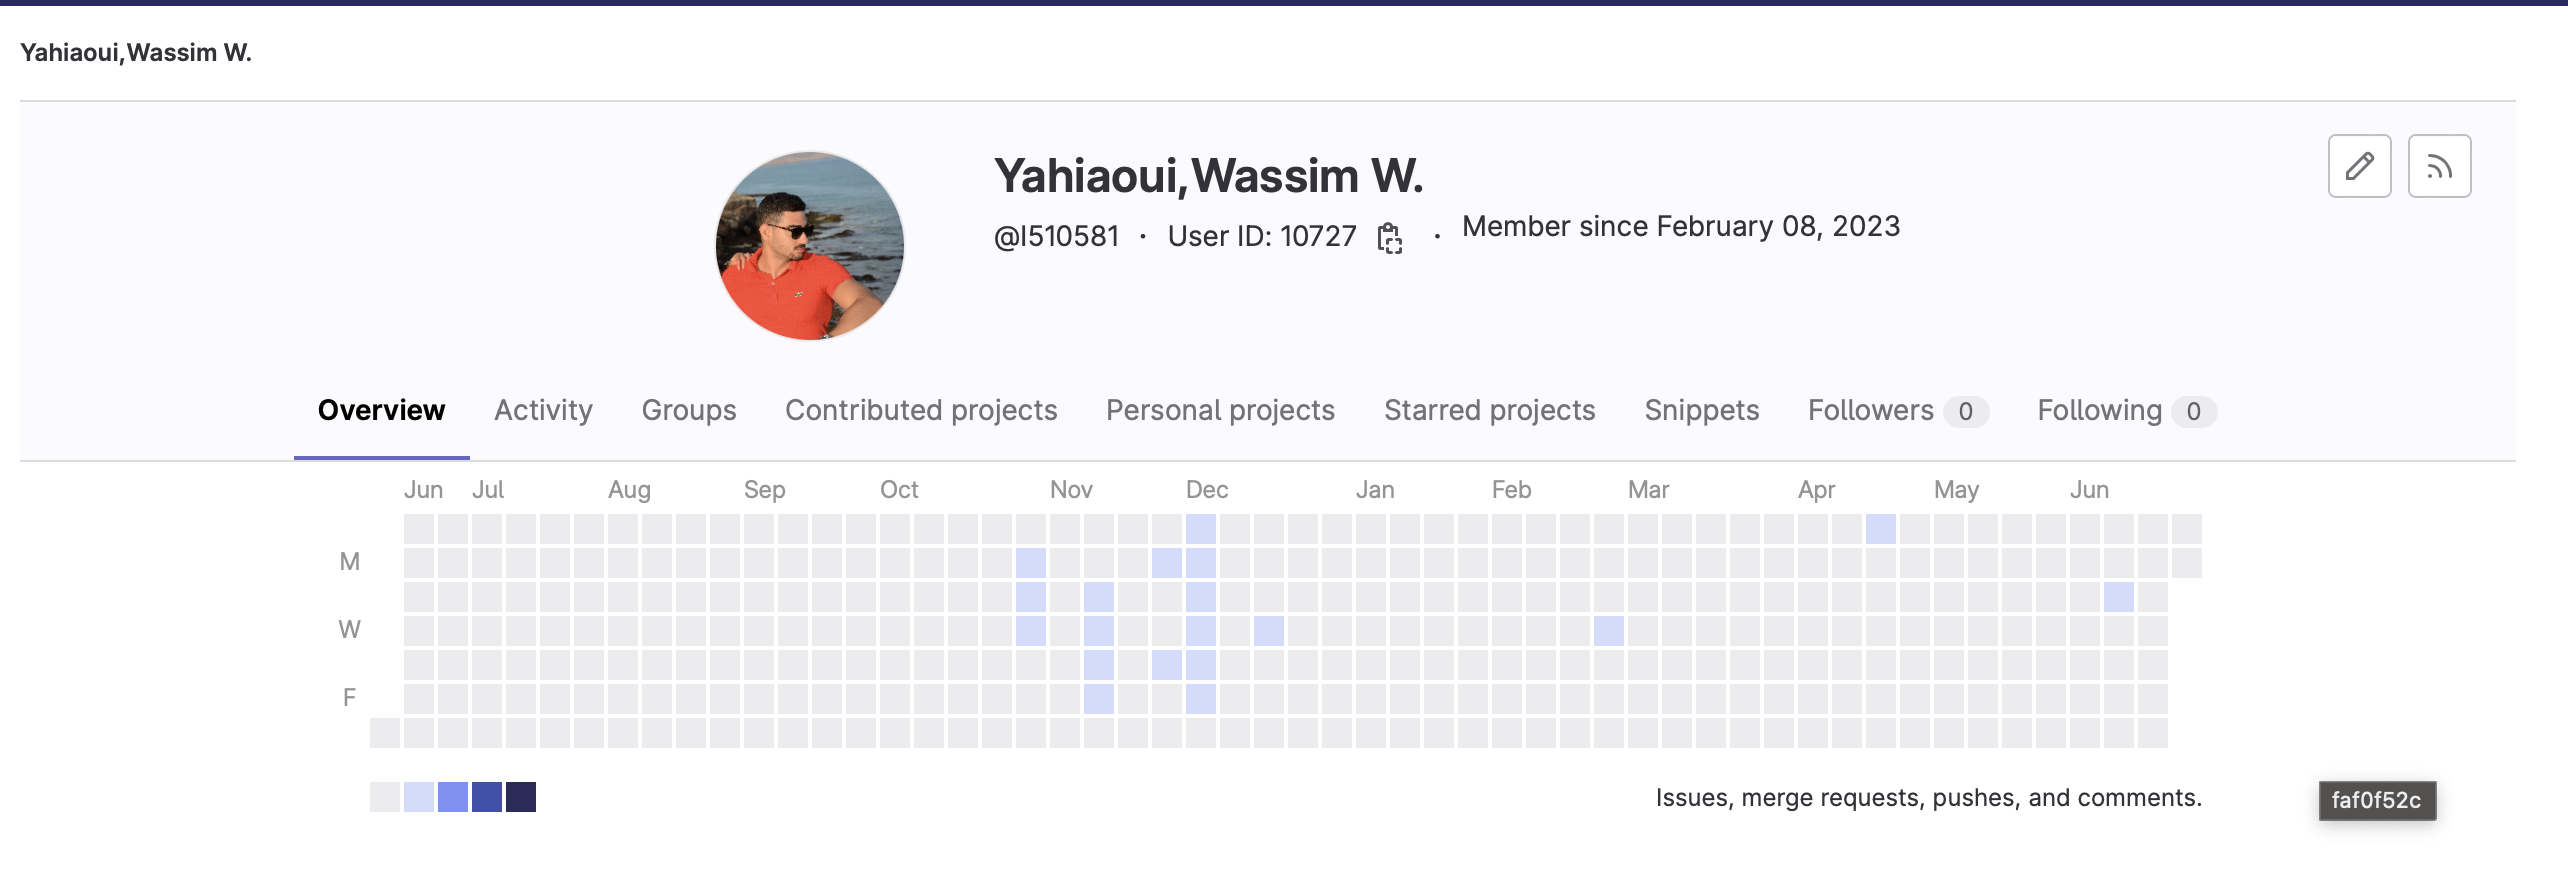 Yahiaoui,Wassim W.
Yahiaoui,Wassim W.
@I510581 · User ID: 10727 · Member since February 08, 2023
Overview Activity Groups Contributed projects Personal projects Starred projects Snippets Followers 0 Following 0
Jun Jul Aug Sep Oct Nov Dec Jan Feb Mar Apr May Jun
M
W
F
Issues, merge requests, pushes, and comments.
faf0f52c